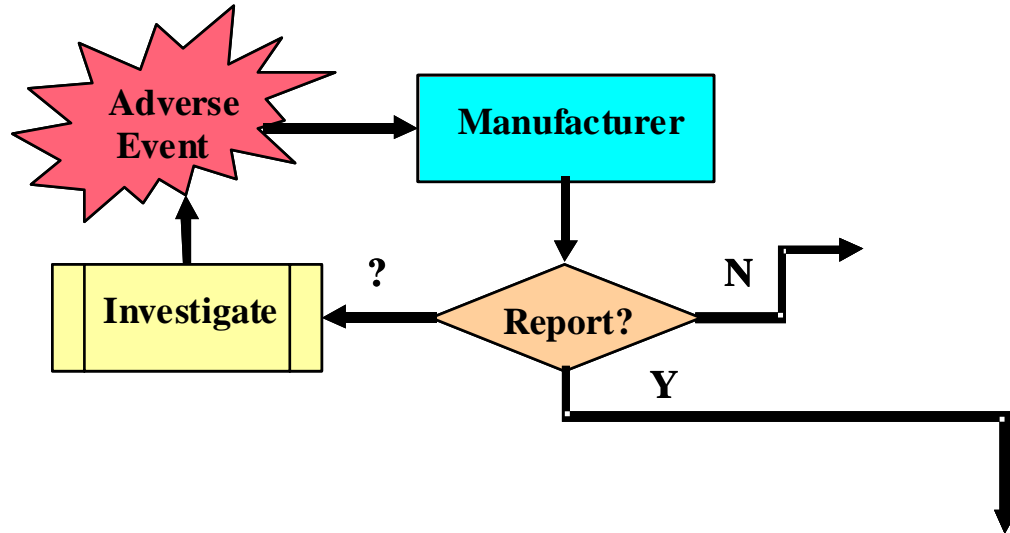 Adverse
Event
Manufacturer
?
N
Investigate
Report?
Y